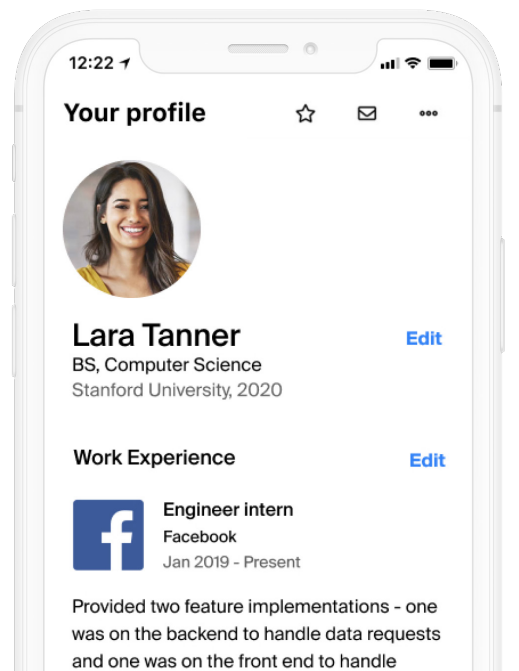 12:22
Your profile
Lara Tanner
Edit
BS, Computer Science
Stanford University, 2020
Work Experience
Edit
f
Engineer intern
Facebook
Jan 2019 - Present
Provided two feature implementations - one
was on the backend to handle data requests
and one was on the front end to handle